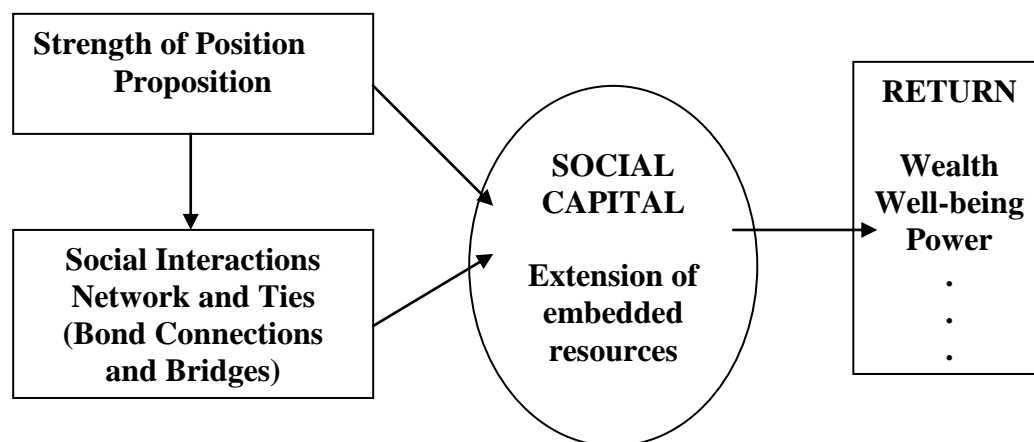 Strength of Position
Proposition
Social Interactions
Network and Ties
(Bond Connections
and Bridges)
SOCIAL
CAPITAL
Extension of
embedded
resources
RETURN
Wealth
Well-being
Power
.
.
.